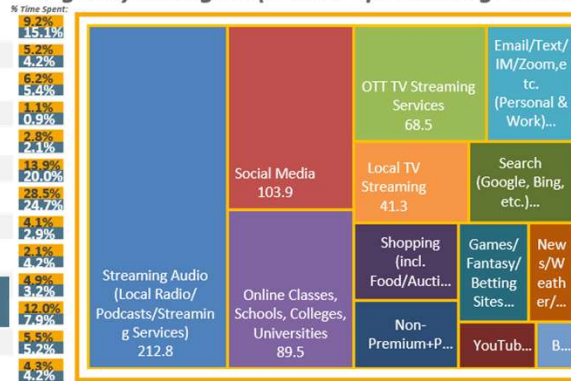 % Time Spent:
9.2%
15.1%
5.2%
4.2%
6.2%
5.4%
1.1%
0.9%
2.8%
2.1%
13.9%
20.0%
28.5%
24.7%
4.1%
2.9%
2.1%
4.2%
4.9%
3.2%
12.0%
7.9%
5.5%
5.2%
4.3%
4.2%
Streaming Audio
(Local Radio/
Podcasts/Streamin
g Services)
212.8
Social Media
103.9
Online Classes,
Schools, Colleges,
Universities
89.5
OTT TV Streaming
Services
68.5
Email/Text/
IM/Zoom,e
tc.
(Personal &
Work)...
Local TV
Streaming
41.3
Search
(Google, Bing,
etc.)...
Shopping
(incl.
Food/Aucti...
Games/
Fantasy/
Betting
Sites...
New
s/W
eath
er/...
Non-
Premium+P...
YouTub...
B...